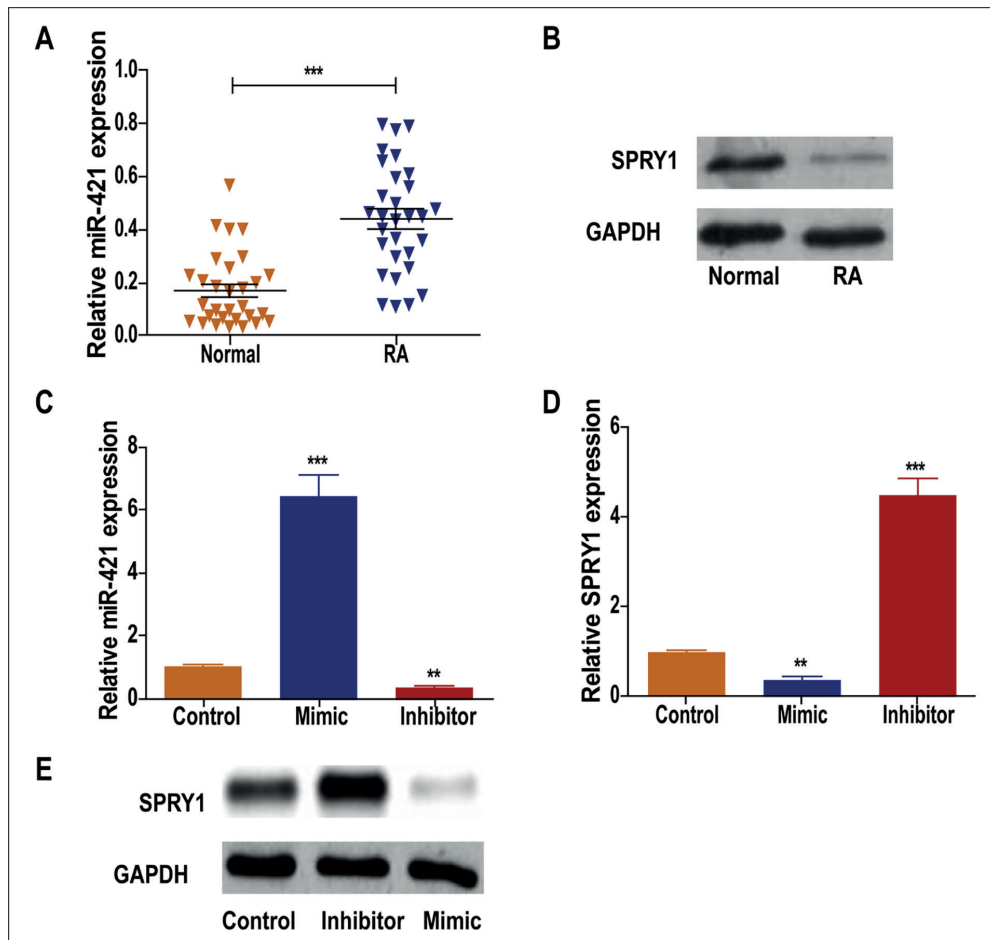 A
Relative miR-421 expression
1.0
0.8
0.6
0.4
0.2
0.0
***
Normal RA
B
SPRY1
GAPDH
Normal RA
C
Relative miR-421 expression
8
6
4
2
0
***
**
Control Mimic Inhibitor
D
Relative SPRY1 expression
6
4
2
0
**
***
Control Mimic Inhibitor
E
SPRY1
GAPDH
Control Inhibitor Mimic